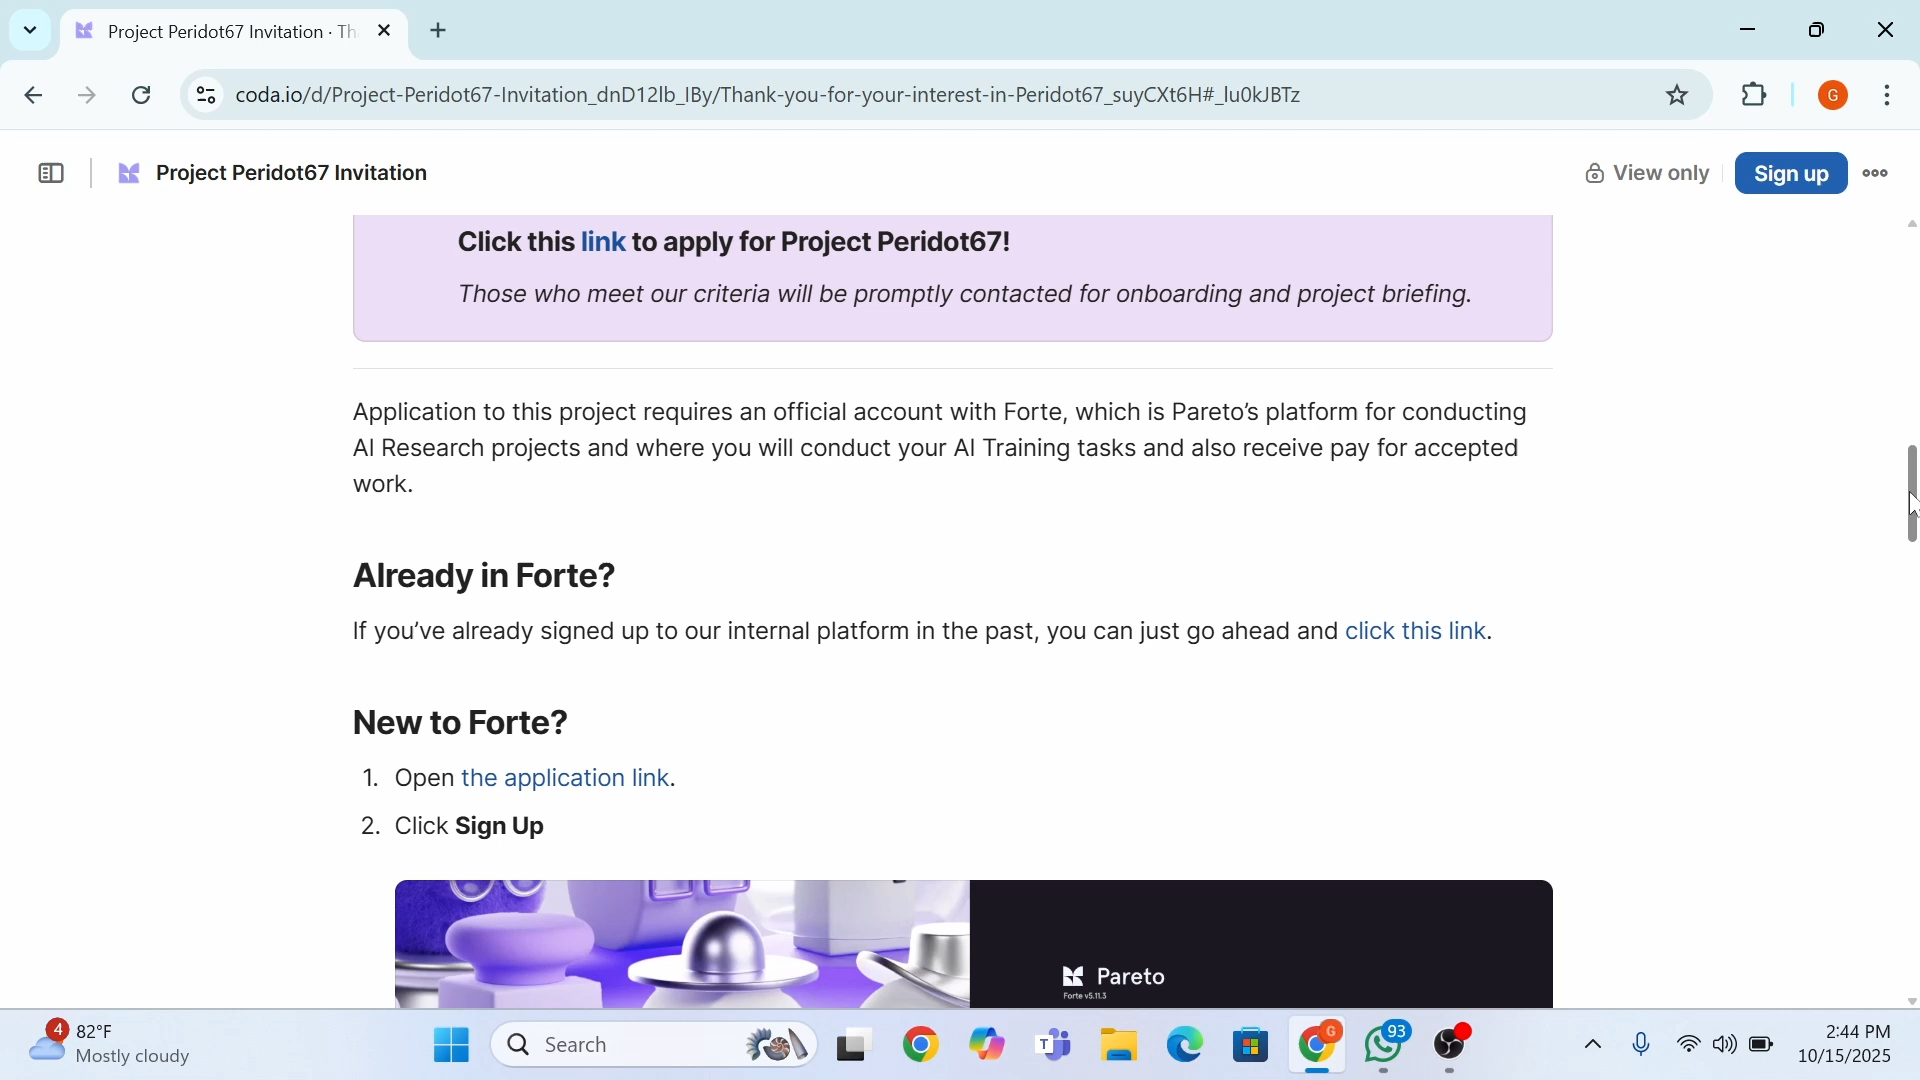 Project Peridot67 Invitation · Th
coda.io/d/Project-Peridot67-Invitation_dnD12lb_IBy/Thank-you-for-your-interest-in-Peridot67_suyCXt6H#_lu0kJBTz
G
Project Peridot67 Invitation
View only
Sign up
Click this link to apply for Project Peridot67!
Those who meet our criteria will be promptly contacted for onboarding and project briefing.
Application to this project requires an official account with Forte, which is Pareto’s platform for conducting
AI Research projects and where you will conduct your AI Training tasks and also receive pay for accepted
work.
Already in Forte?
If you’ve already signed up to our internal platform in the past, you can just go ahead and click this link.
New to Forte?
1. Open the application link.
2. Click Sign Up
Pareto
Forte v5.11.3
4
82°F
Mostly cloudy
Search
T
G
93
2:44 PM
10/15/2025